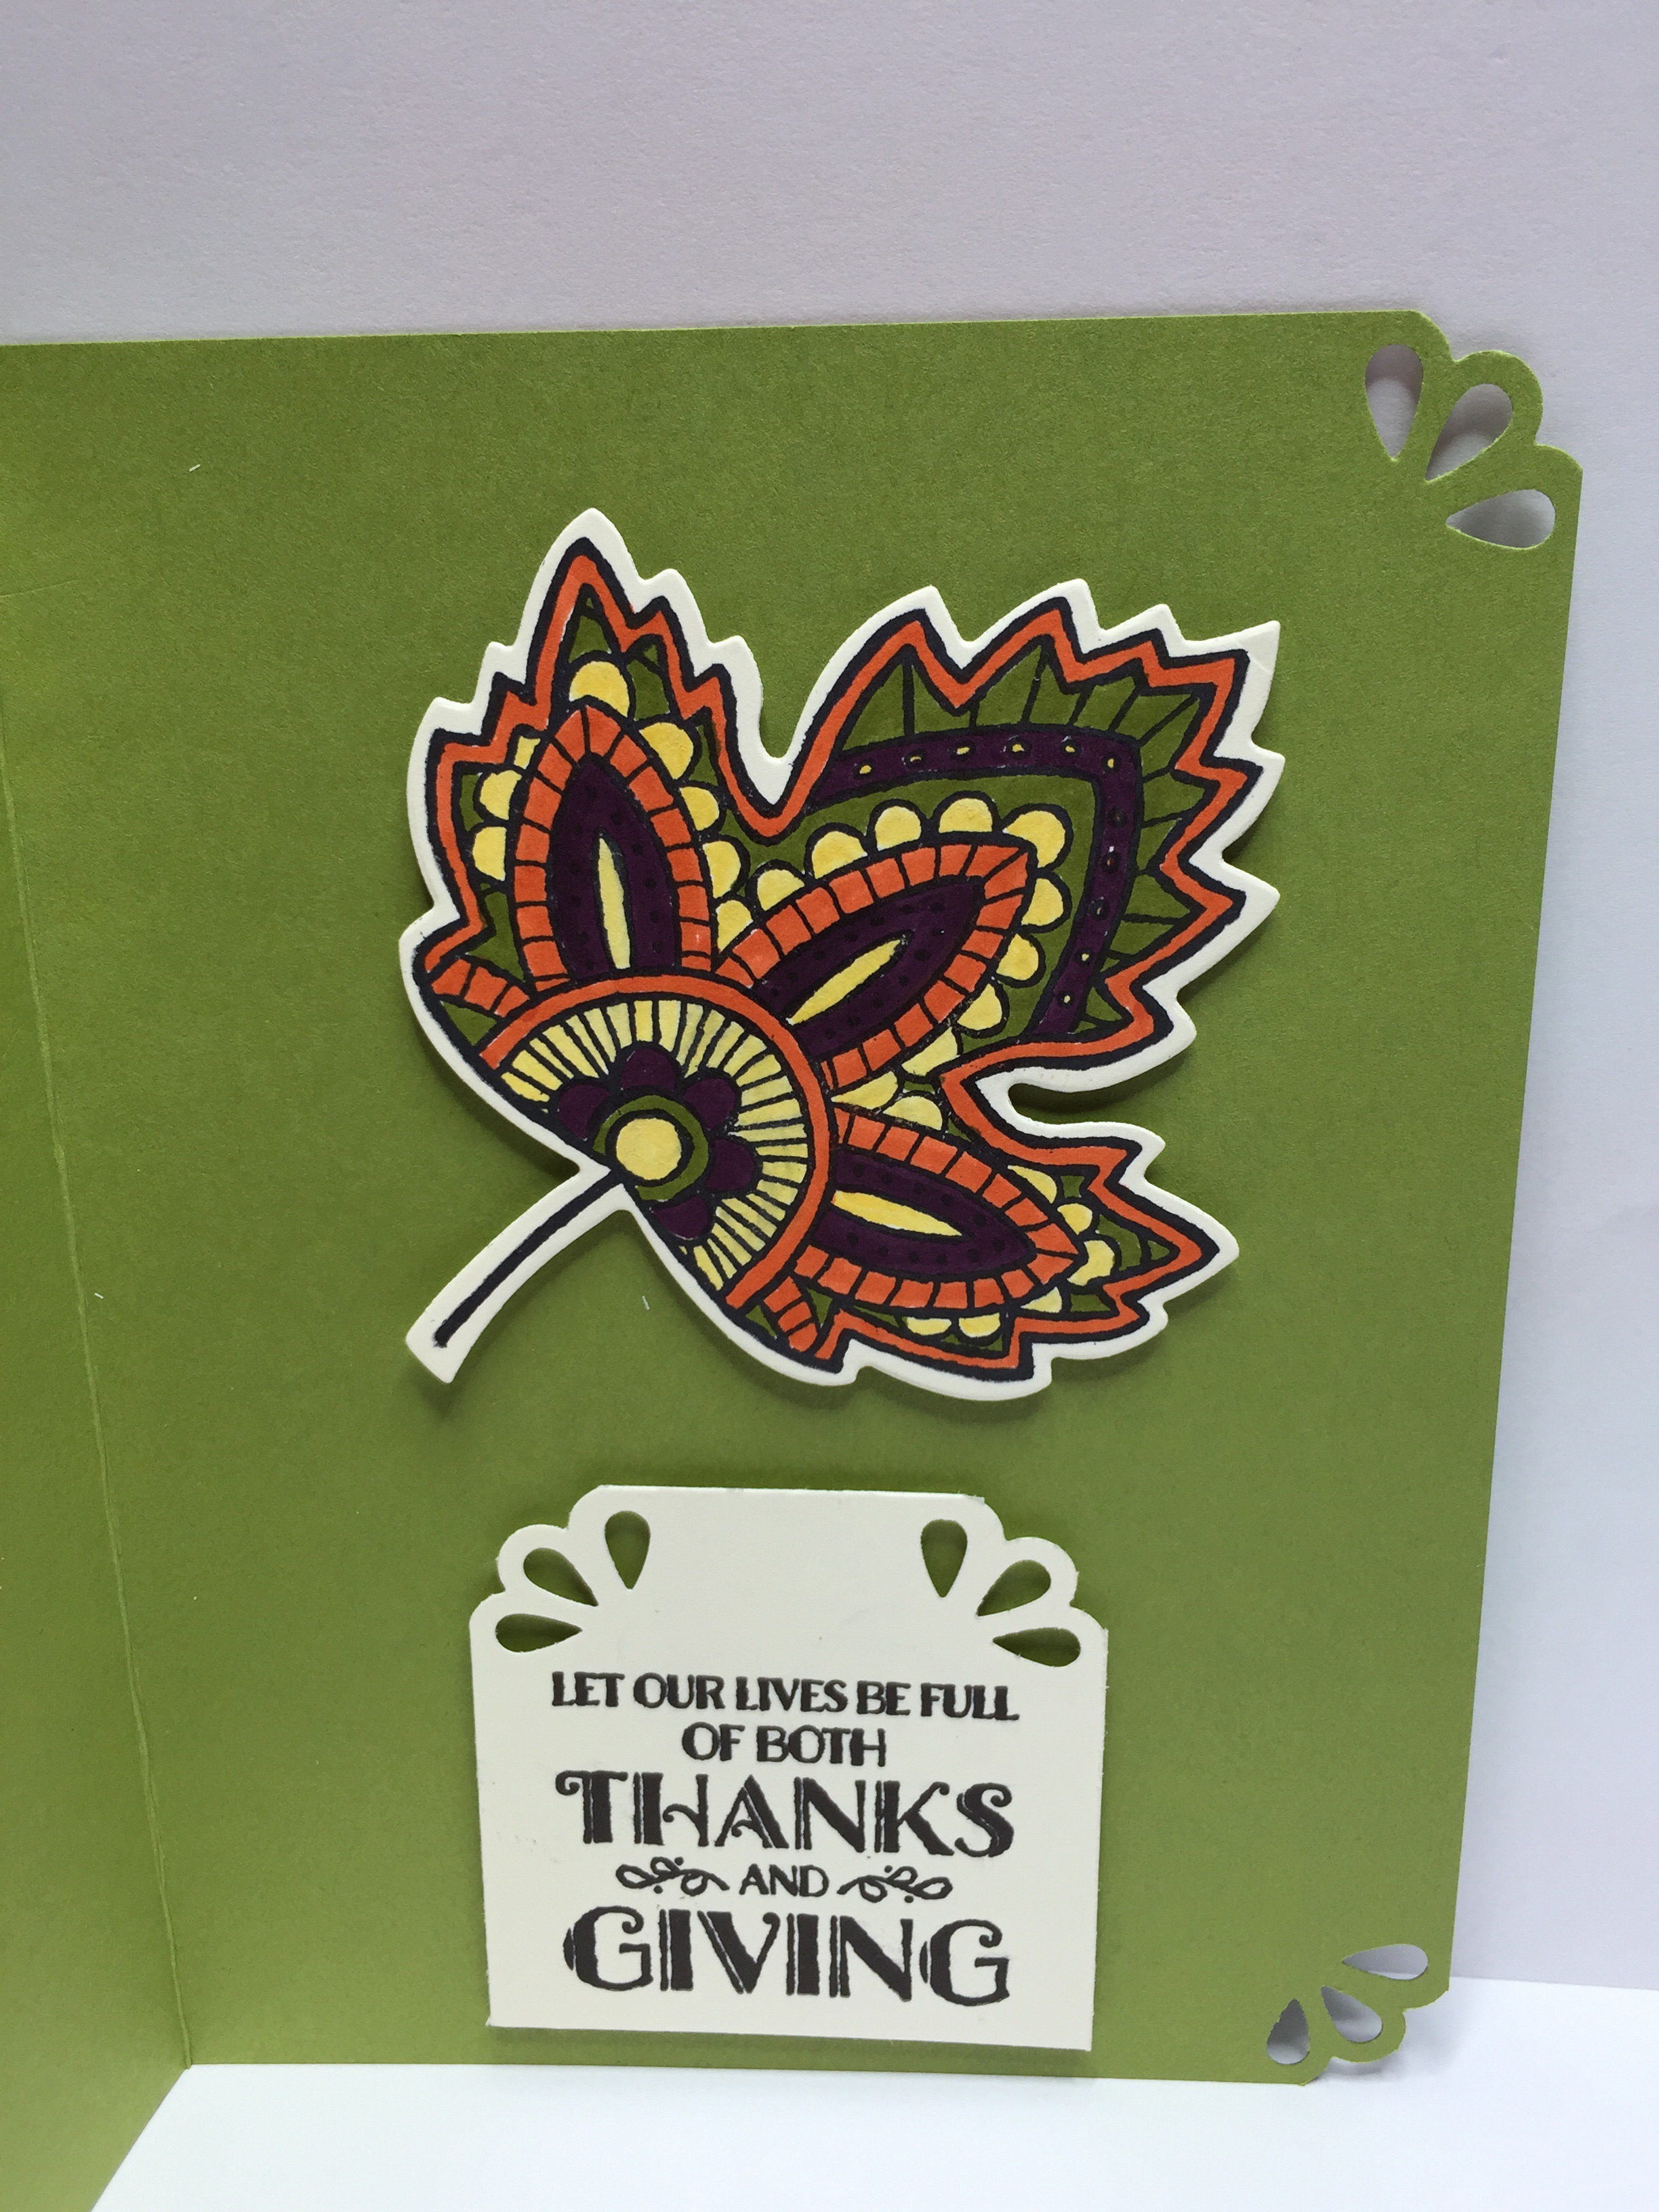 LET OUR LIVES BE FULL
OF BOTH
THANKS
AND
GIVING